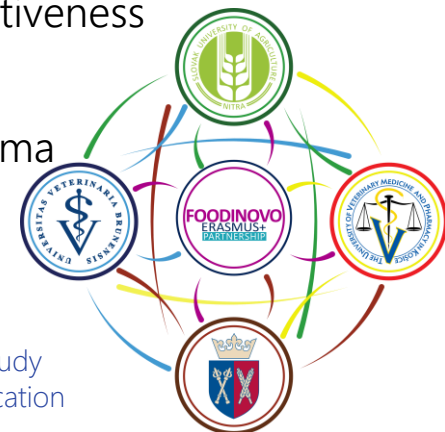 tiveness
SLOVAK UNIVERSITY OF AGRICULTURE
NITRA
ma
UNIVERSITAS VETERINARIA BRUNENSIS
FOODINOVO
ERASMUS+
PARTNERSHIP
THE UNIVERSITY OF VETERINARY MEDICINE AND PHARMACY IN KOŠICE
udy
cation